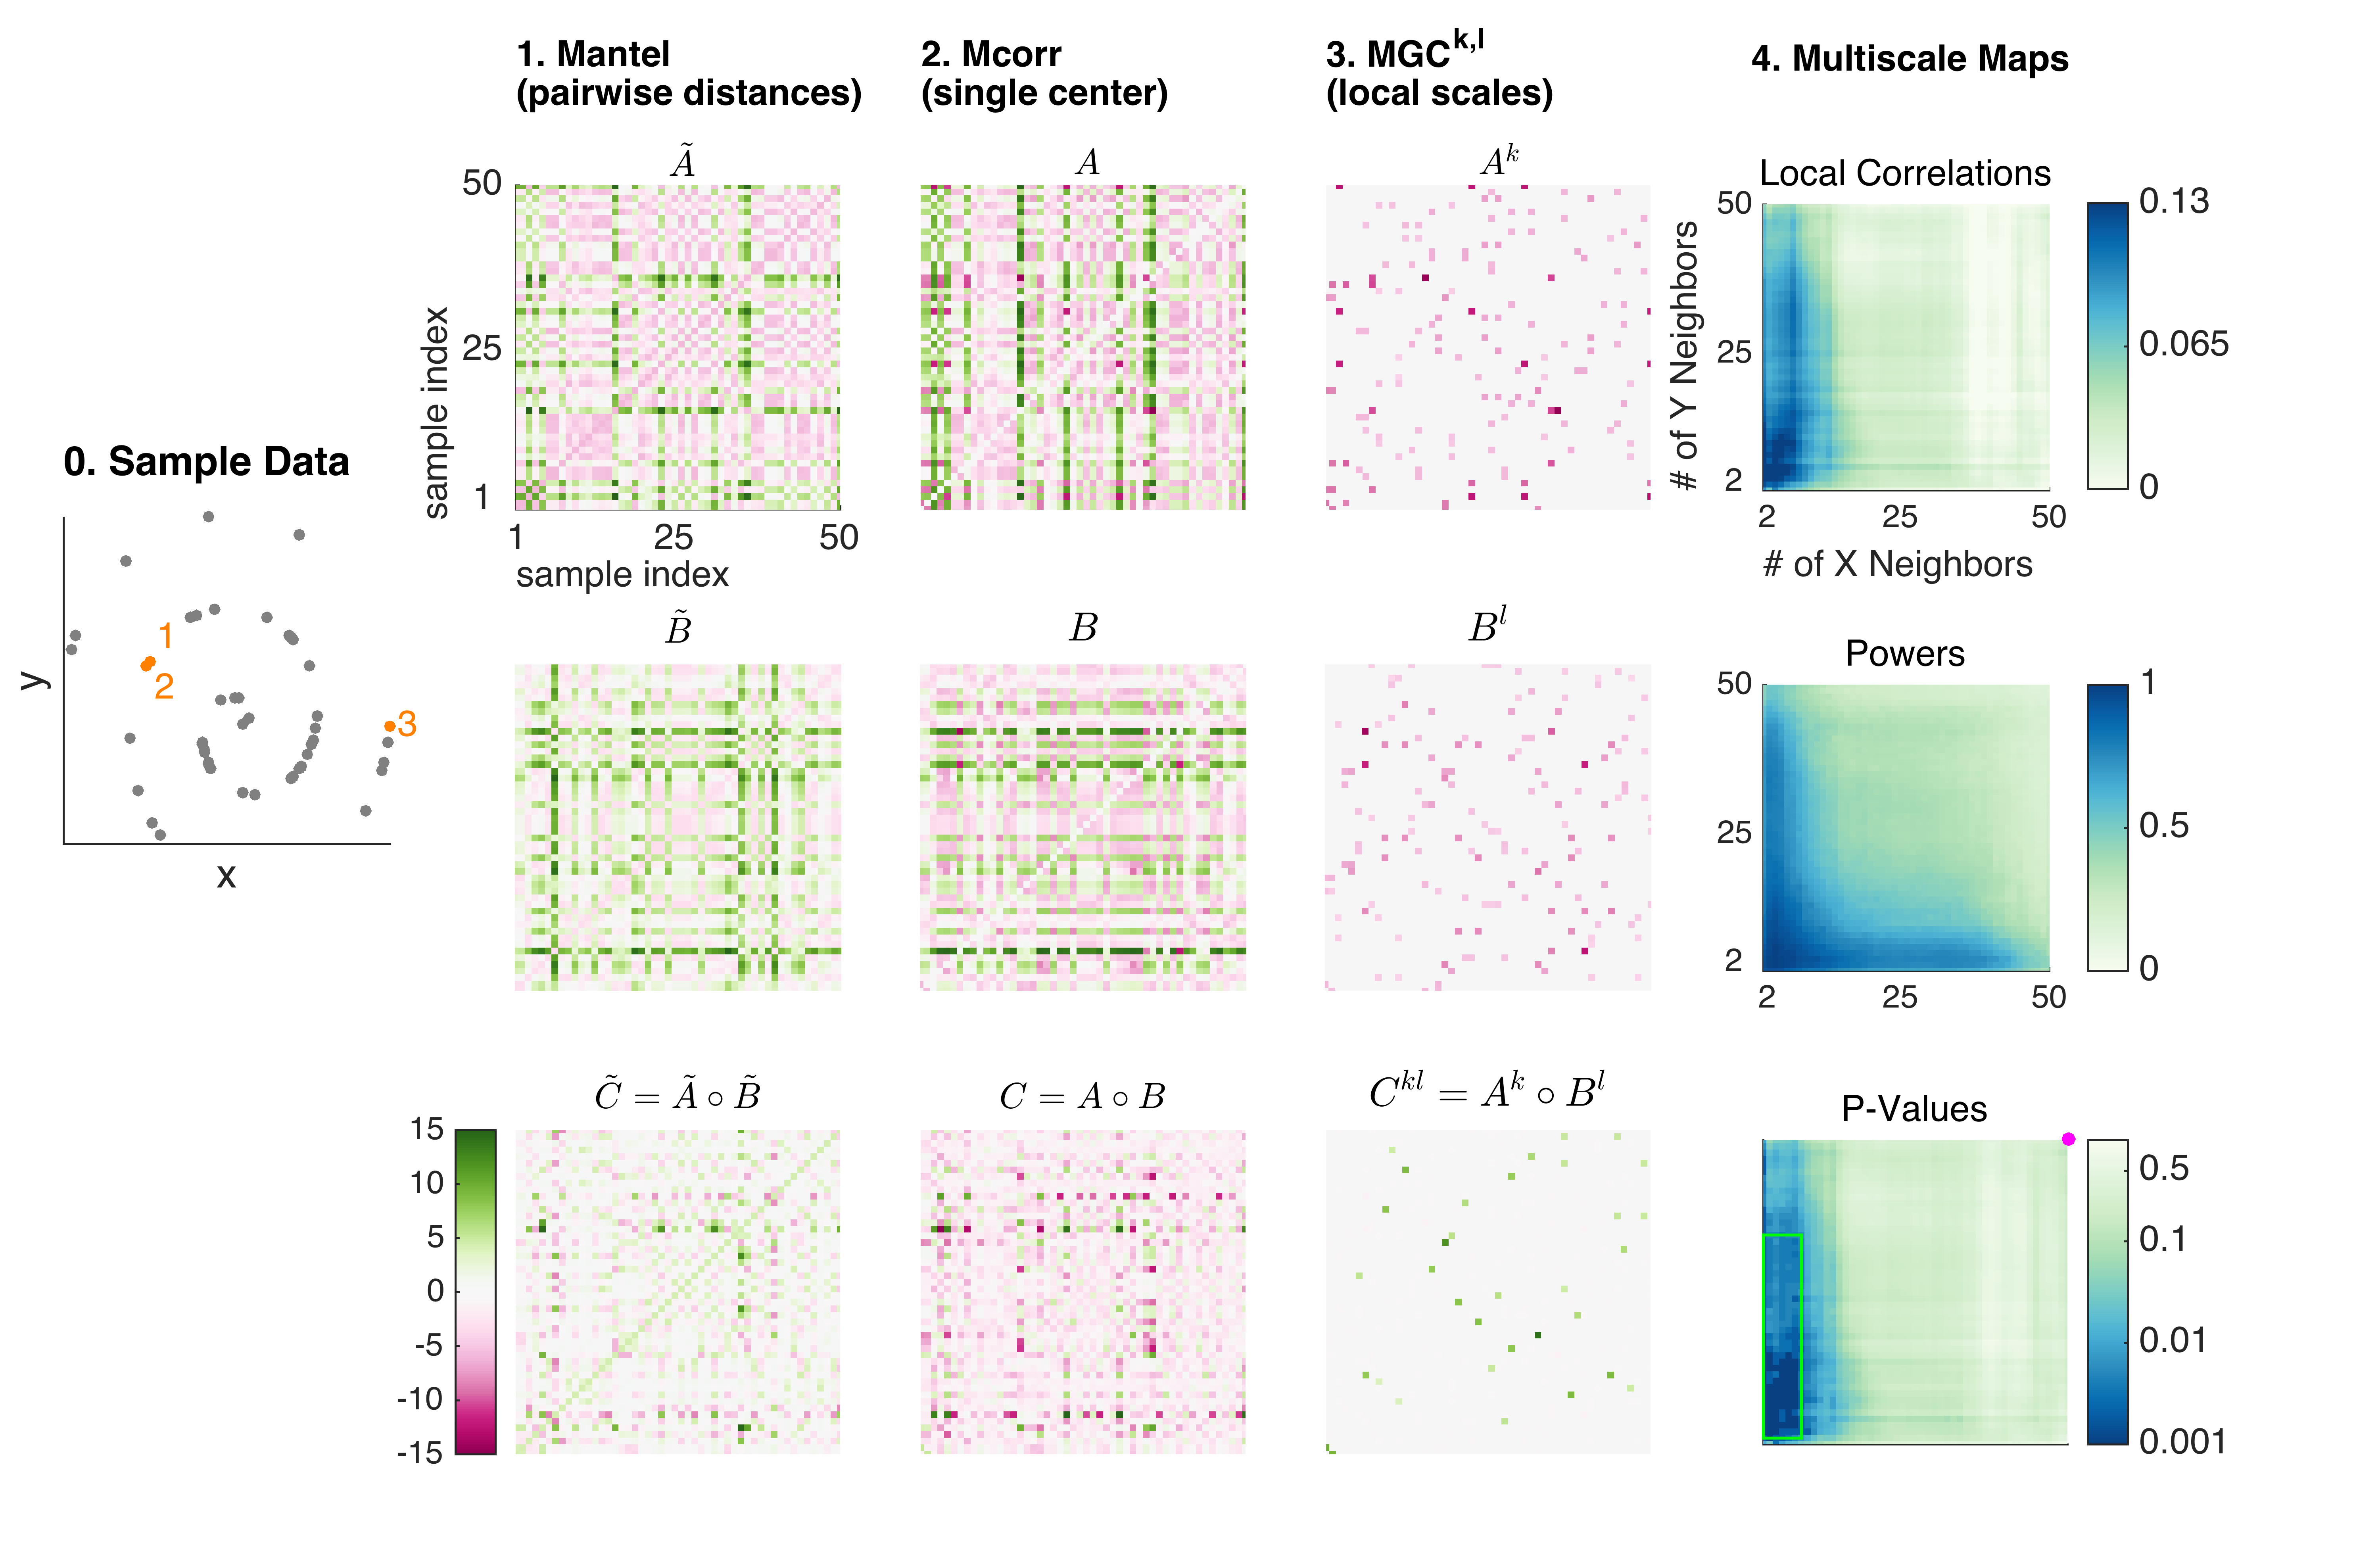 0. Sample Data
1
2
3
y
x
1. Mantel
(pairwise distances)
Ã
50
25
1
sample index
1 25 50
sample index
B̃
C̃ = Ã ∘ B̃
15
10
5
0
-5
-10
-15
2. Mcorr
(single center)
A
B
C = A ∘ B
3. MGC^{k,l}
(local scales)
A^k
B^l
C^{kl} = A^k ∘ B^l
4. Multiscale Maps
Local Correlations
50
25
2
# of Y Neighbors
2 25 50
# of X Neighbors
0.13
0.065
0
Powers
50
25
2
2 25 50
1
0.5
0
P-Values
0.5
0.1
0.01
0.001